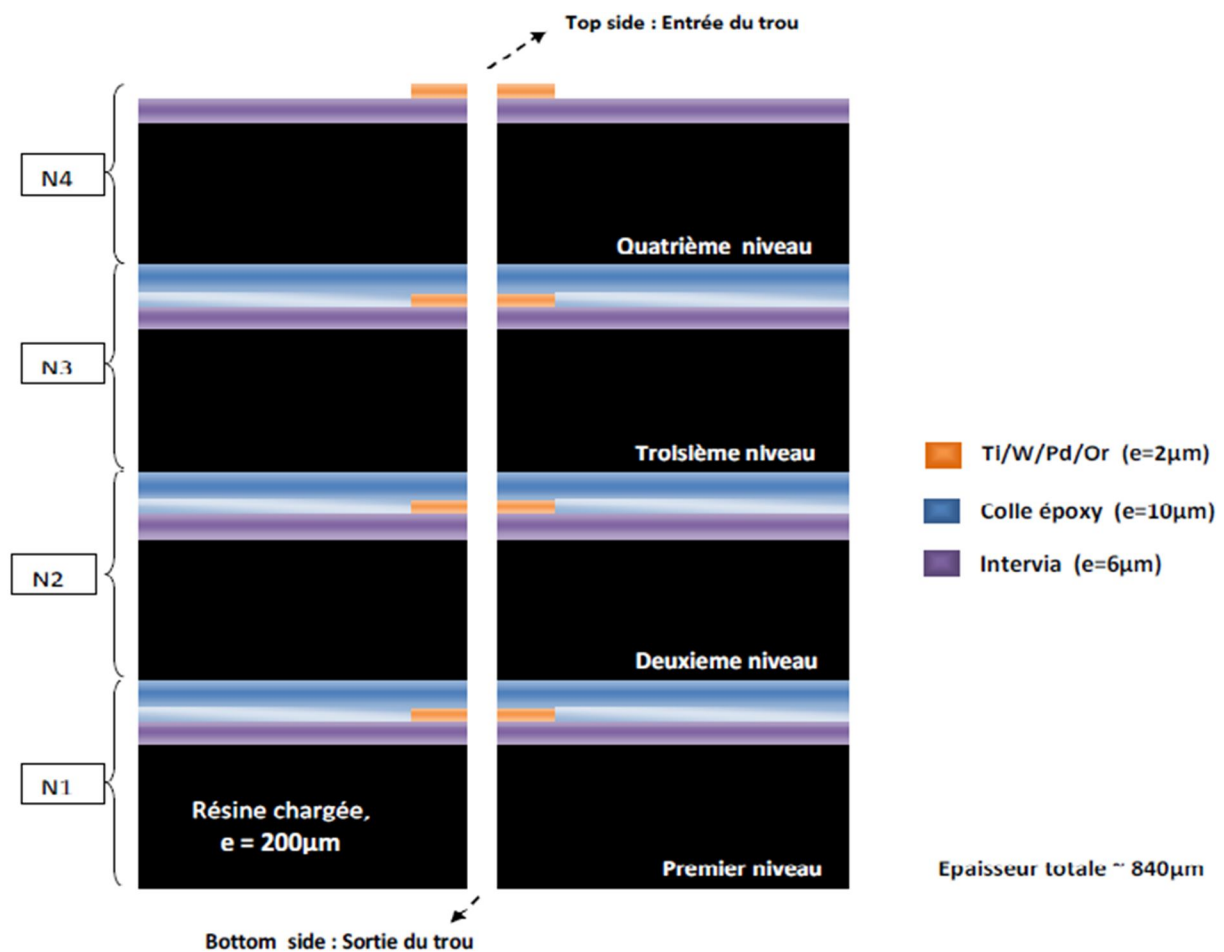 Top side : Entrée du trou
N4
Quatrième niveau
N3
Troisième niveau
Ti/W/Pd/Or (e=2µm)
Colle époxy (e=10µm)
Intervia (e=6µm)
N2
Deuxieme niveau
N1
Résine chargée,
e = 200µm
Premier niveau
Epaisseur totale ~ 840µm
Bottom side : Sortie du trou